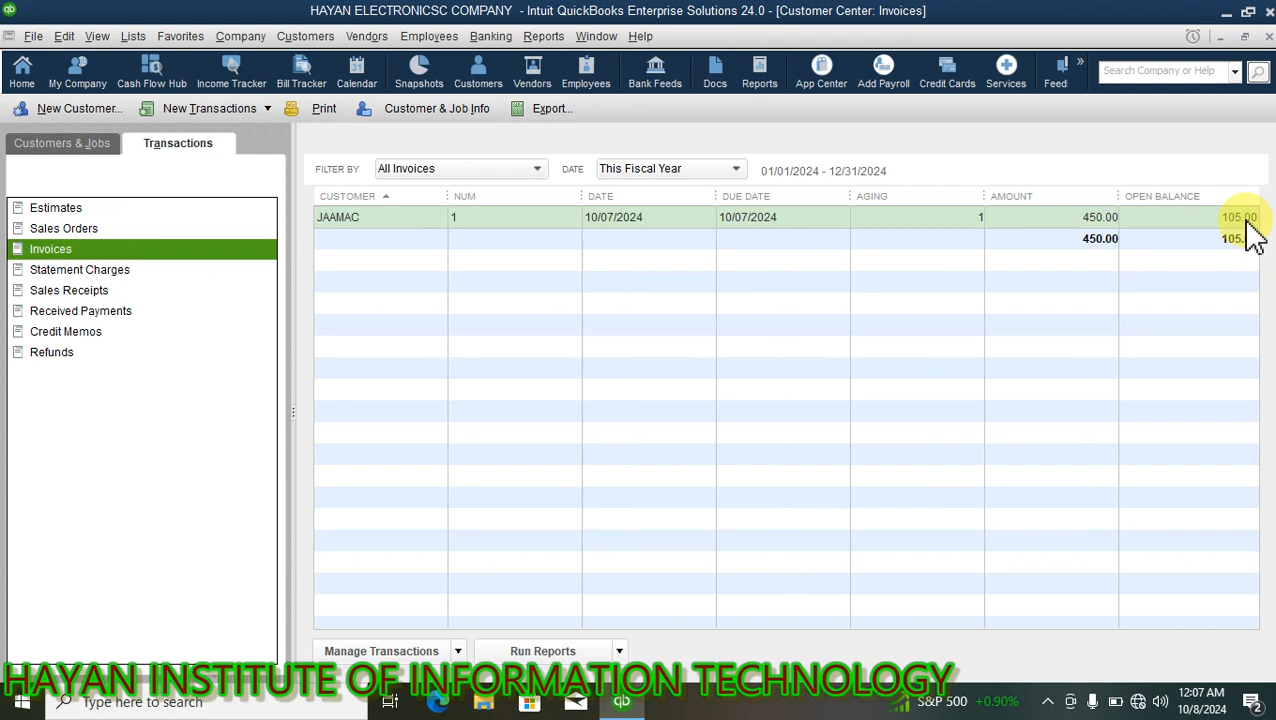 HAYAN ELECTRONICSC COMPANY - Intuit QuickBooks Enterprise Solutions 24.0 - [Customer Center: Invoices]
File Edit View Lists Favorites Company Customers Vendors Employees Banking Reports Window Help
Home My Company Cash Flow Hub Income Tracker Bill Tracker Calendar Snapshots Customers Vendors Employees Bank Feeds Docs Reports App Center Add Payroll Credit Cards Services Feed Search Company or Help
New Customer... New Transactions Print Customer & Job Info Export...
Customers & Jobs Transactions
FILTER BY All Invoices DATE This Fiscal Year 01/01/2024 - 12/31/2024
CUSTOMER NUM DATE DUE DATE AGING AMOUNT OPEN BALANCE
JAAMAC 1 10/07/2024 10/07/2024 1 450.00 105.00
450.00 105.
Estimates
Sales Orders
Invoices
Statement Charges
Sales Receipts
Received Payments
Credit Memos
Refunds
Manage Transactions Run Reports
HAYAN INSTITUTE OF INFORMATION TECHNOLOGY
Type here to search
S&P 500 +0.90%
12:07 AM
10/8/2024
2